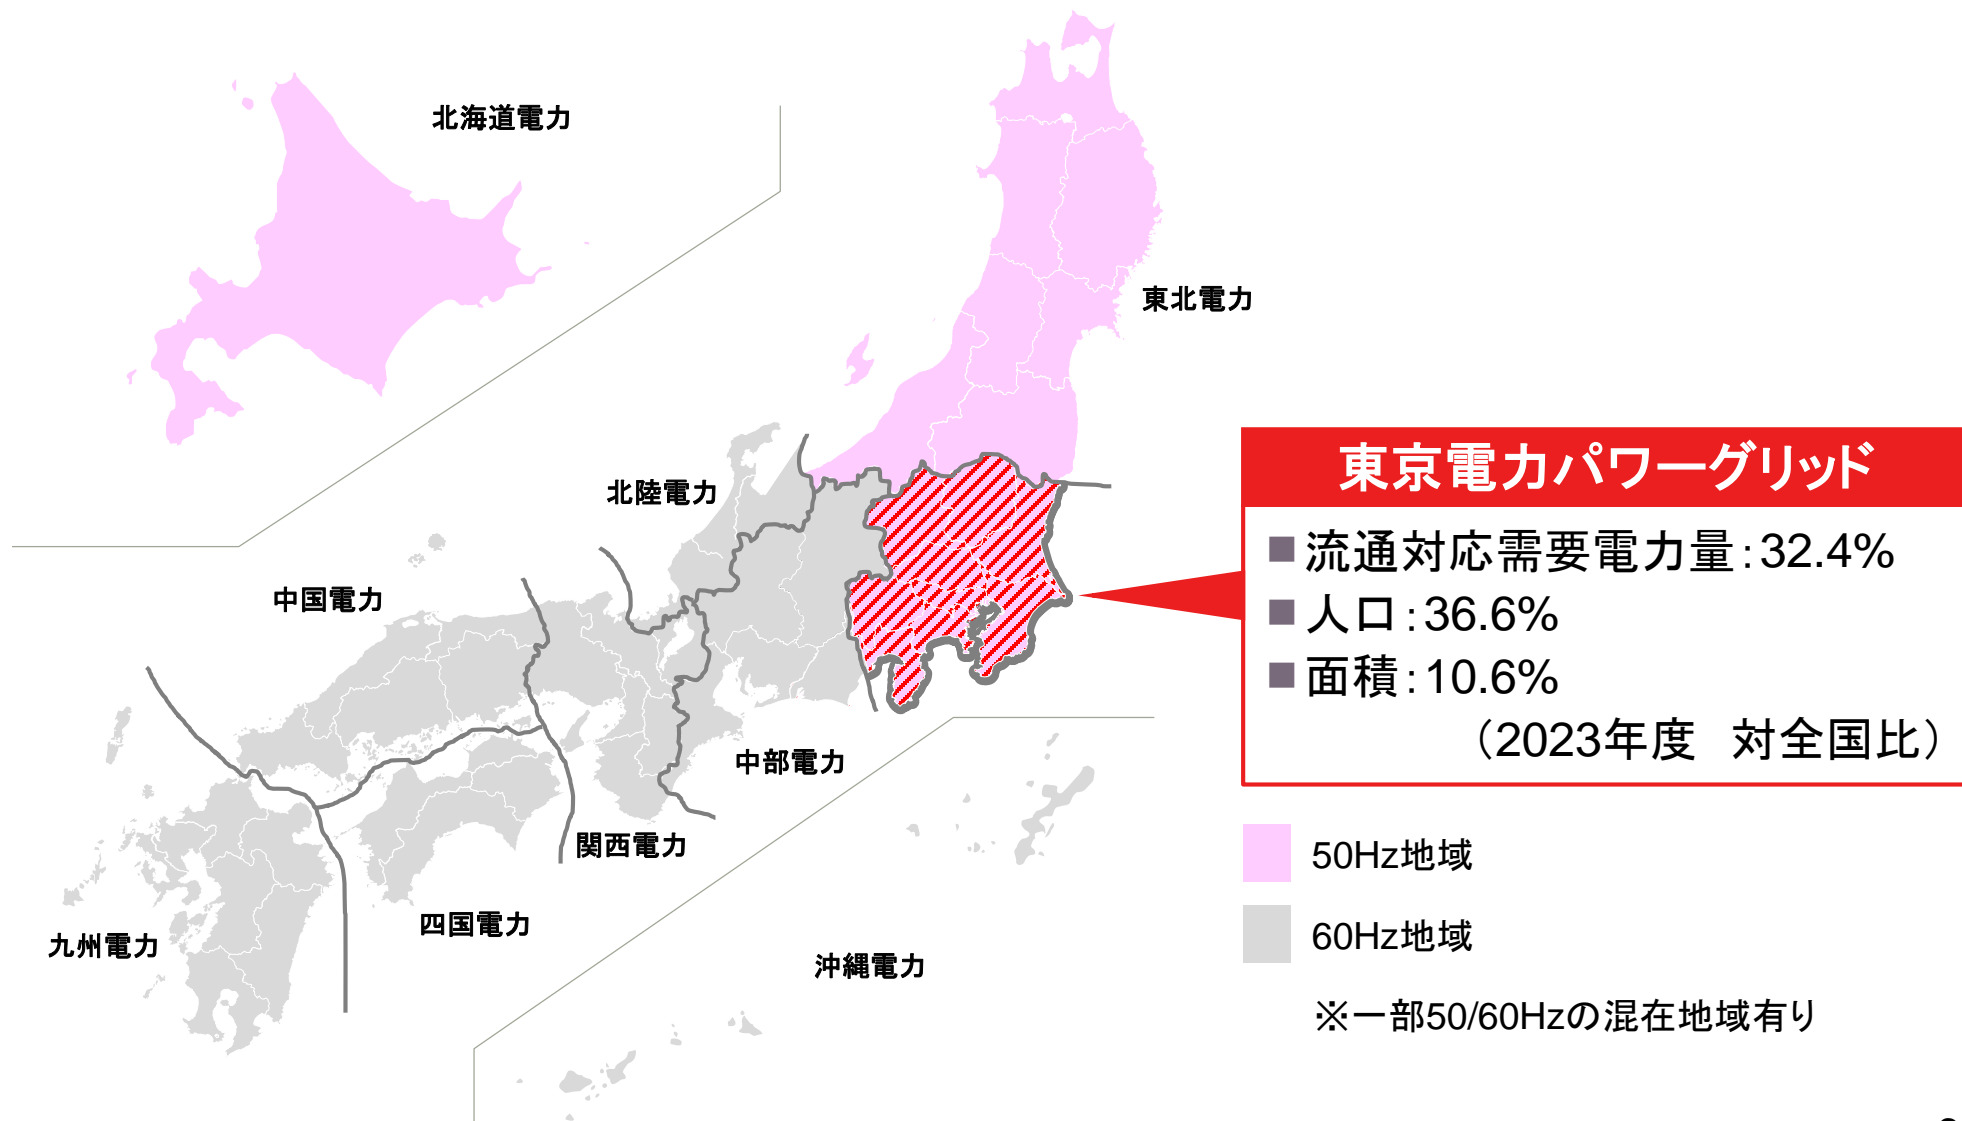 北海道電力
東北電力
北陸電力
中国電力
中部電力
関西電力
四国電力
九州電力
沖縄電力
東京電力パワーグリッド
■流通対応需要電力量:32.4%
■人口:36.6%
■面積:10.6%
（2023年度　対全国比）
50Hz地域
60Hz地域
※一部50/60Hzの混在地域有り